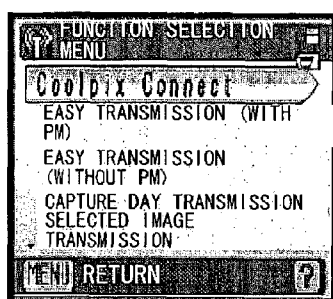 FUNCTION SELECTION
MENU
Coolpix Connect
EASY TRANSMISSION (WITH
PM)
EASY TRANSMISSION
(WITHOUT PM)
CAPTURE DAY TRANSMISSION
SELECTED IMAGE
TRANSMISSION
MENU RETURN ?